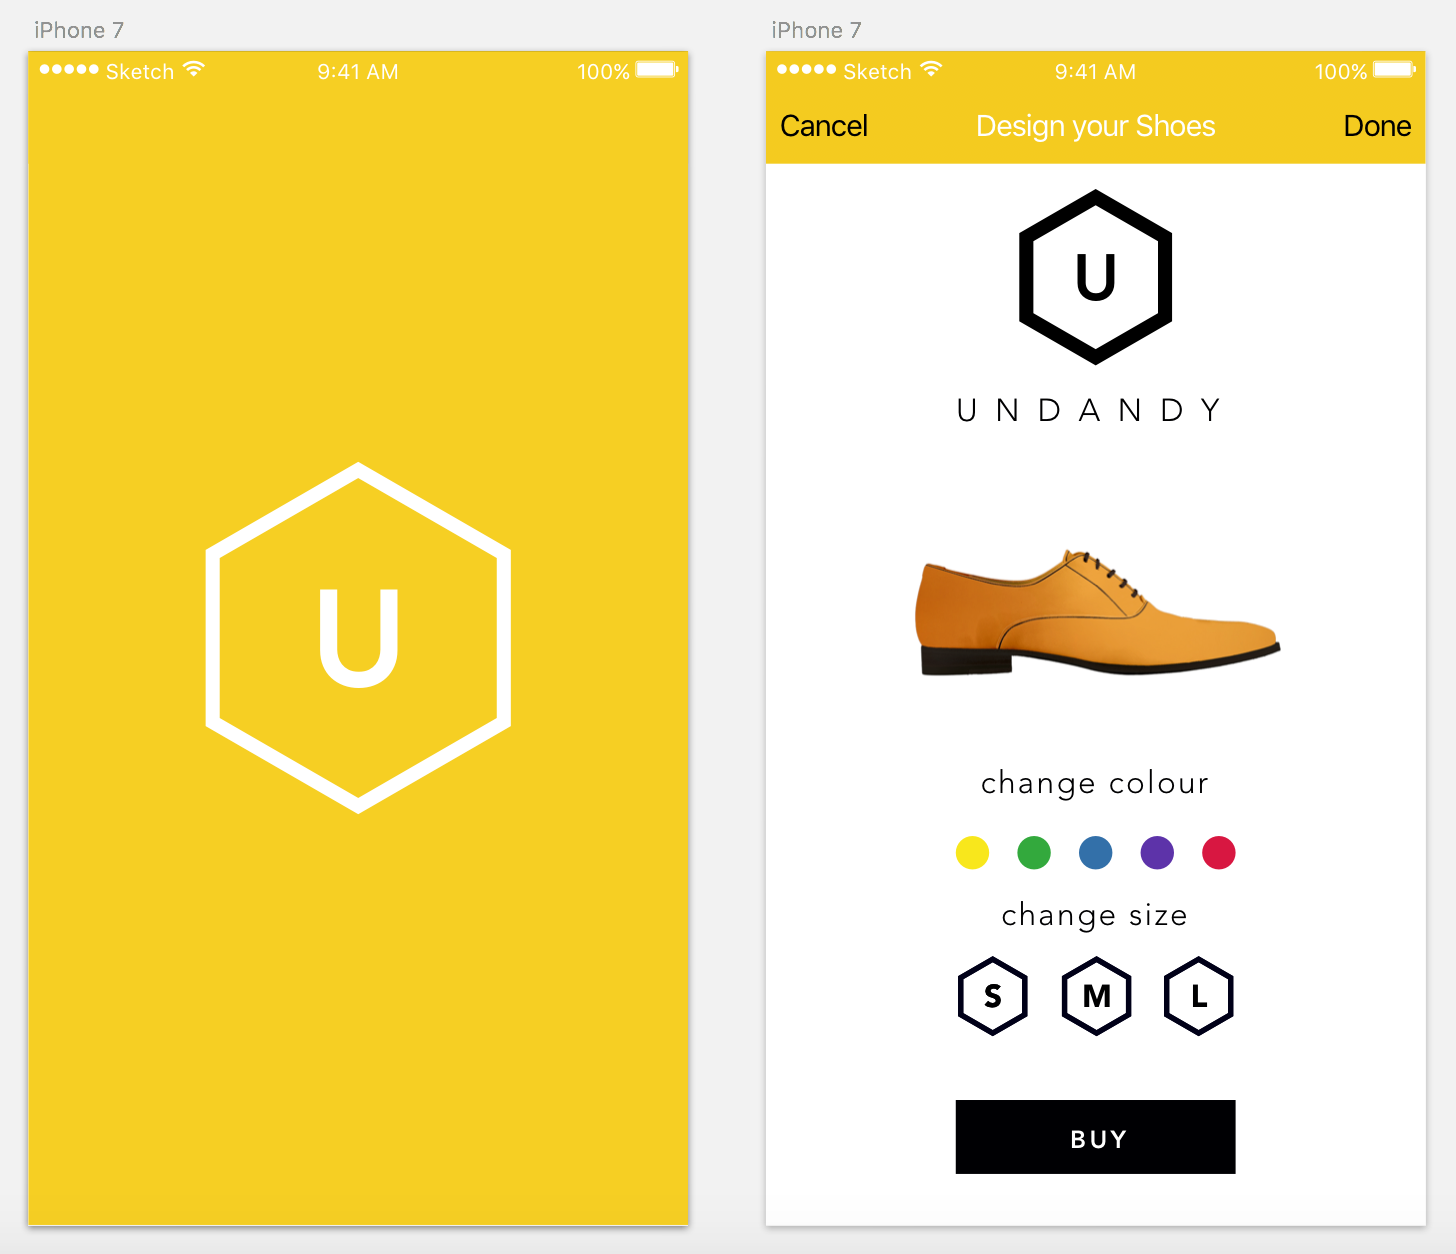 iPhone 7
Sketch 9:41 AM 100%
U
iPhone 7
Sketch 9:41 AM 100%
Cancel Design your Shoes Done
U
UNDANDY
change colour
change size
S M L
BUY